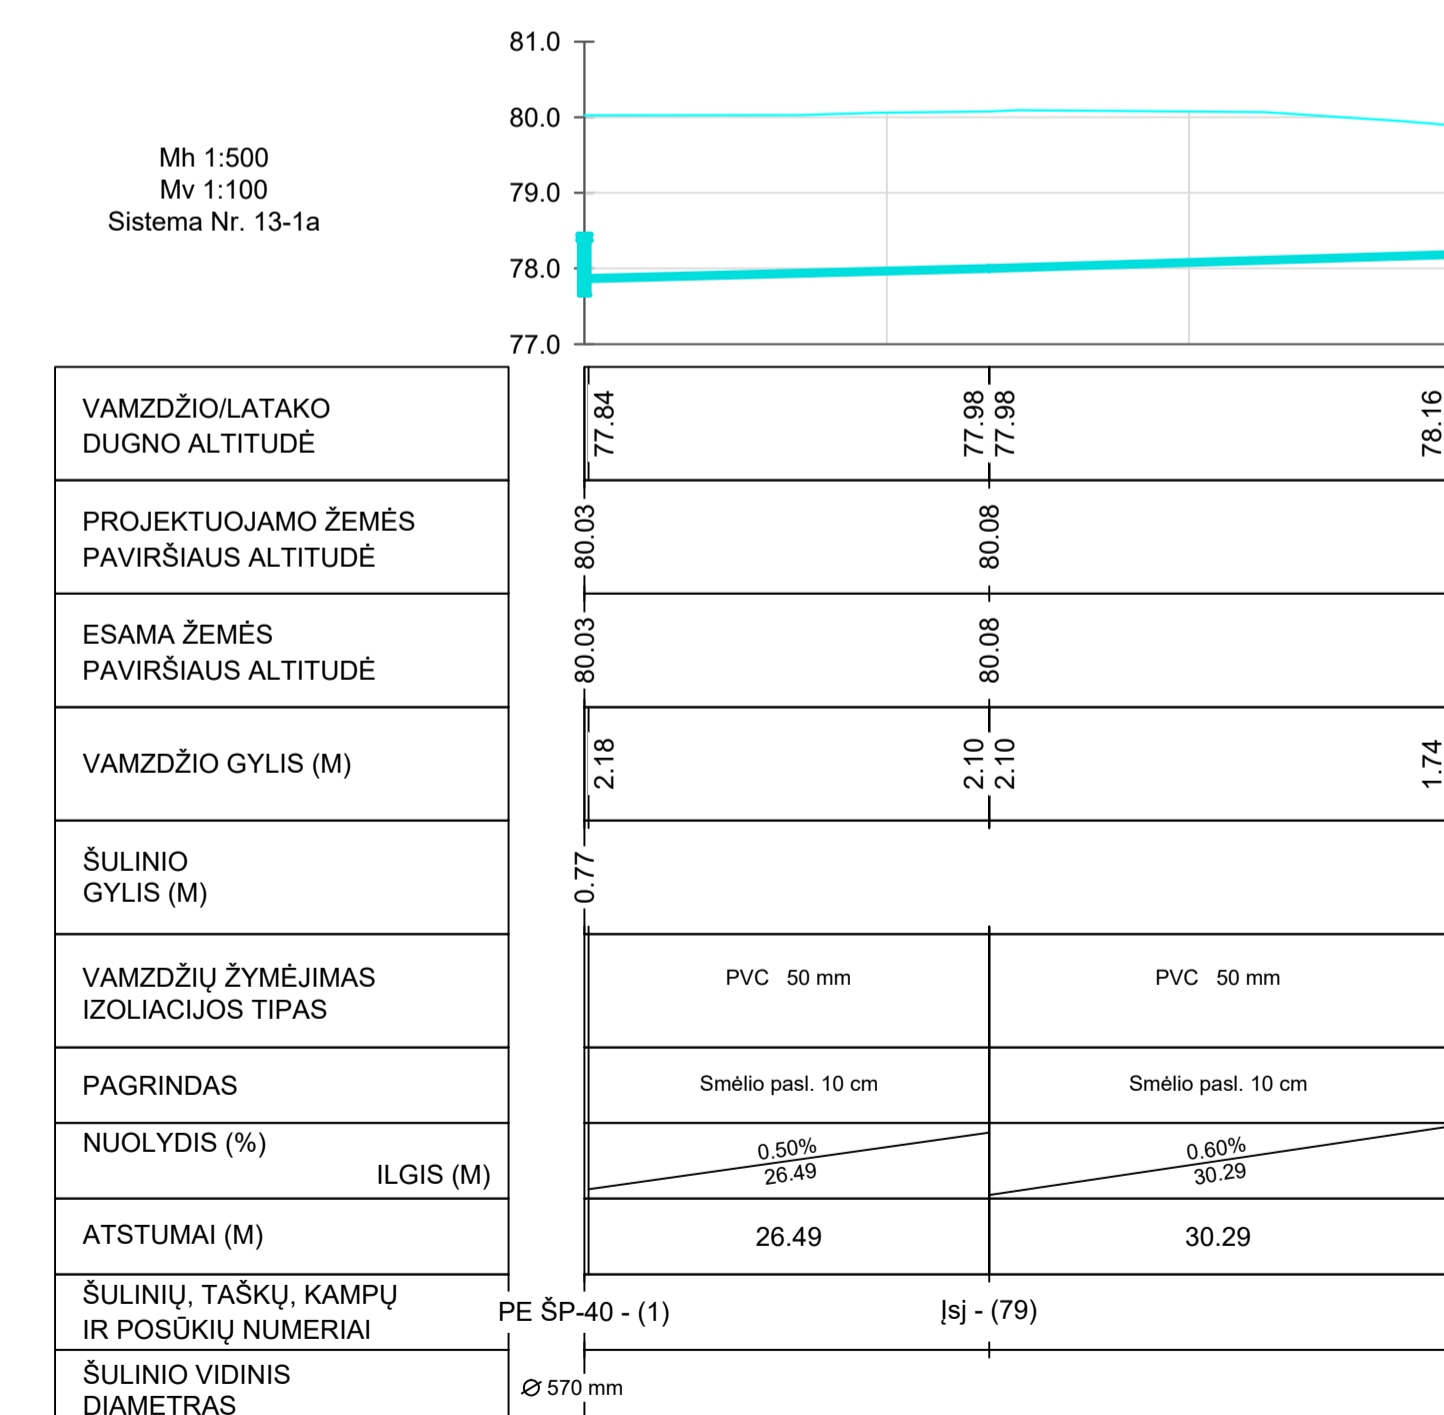 81.0
80.0
79.0
78.0
77.0
Mh 1:500
Mv 1:100
Sistema Nr. 13-1a
VAMZDŽIO/LATAKO
DUGNO ALTITUDĖ
77.84
77.98
77.98
78.16
PROJEKTUOJAMO ŽEMĖS
PAVIRŠIAUS ALTITUDĖ
80.03
80.08
ESAMA ŽEMĖS
PAVIRŠIAUS ALTITUDĖ
80.03
80.08
VAMZDŽIO GYLIS (M)
2.18
2.10
2.10
1.74
ŠULINIO
GYLIS (M)
0.77
VAMZDŽIŲ ŽYMĖJIMAS
IZOLIACIJOS TIPAS
PVC 50 mm
PVC 50 mm
PAGRINDAS
Smėlio pasl. 10 cm
Smėlio pasl. 10 cm
NUOLYDIS (%)
ILGIS (M)
0.50%
26.49
0.60%
30.29
ATSTUMAI (M)
26.49
30.29
ŠULINIŲ, TAŠKŲ, KAMPŲ
IR POSŪKIŲ NUMERIAI
PE ŠP-40 - (1)
Įsj - (79)
ŠULINIO VIDINIS
DIAMETRAS
Ø 570 mm